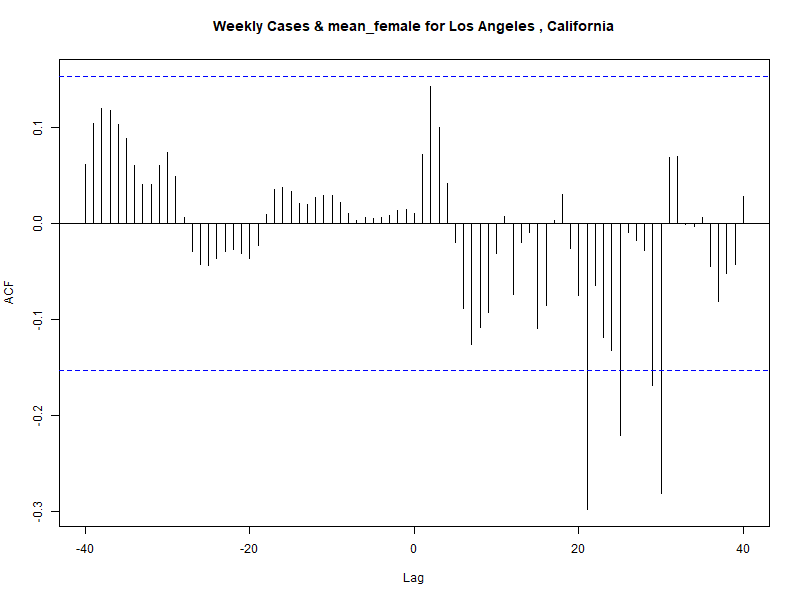 Weekly Cases & mean_female for Los Angeles , California
ACF
0.1
0.0
-0.1
-0.2
-0.3
-40 -20 0 20 40
Lag